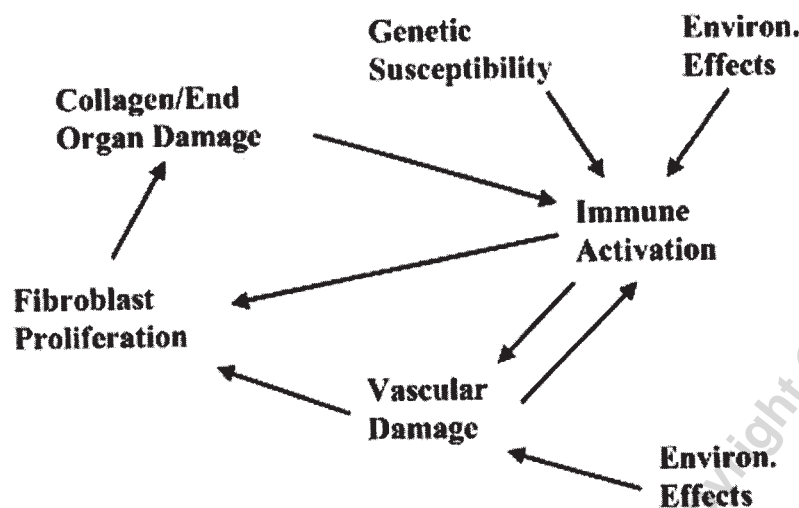 Genetic
Susceptibility
Environ.
Effects
Collagen/End
Organ Damage
Immune
Activation
Fibroblast
Proliferation
Vascular
Damage
Environ.
Effects